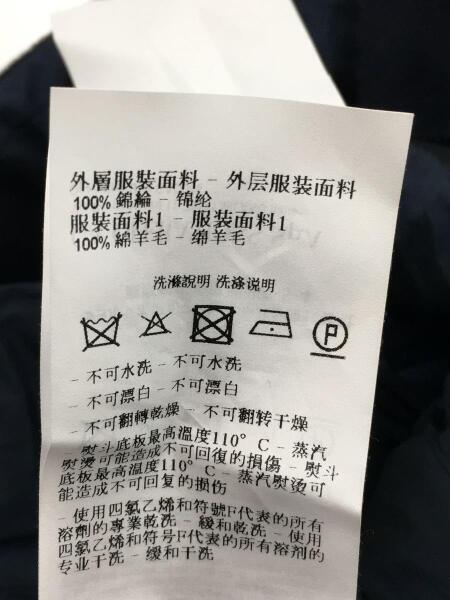 外層服裝面料 - 外层服装面料
100% 錦綸 - 锦纶
服裝面料1 - 服装面料1
100% 綿羊毛 - 绵羊毛
洗滌說明 洗涤说明
P
- 不可水洗 - 不可水洗
- 不可漂白 - 不可漂白
- 不可翻轉乾燥 - 不可翻转干燥
- 熨斗底板最高溫度110° C - 蒸汽
熨燙可能造成不可回復的損傷 - 熨斗
底板最高温度110° C - 蒸汽熨烫可
能造成不可回复的损伤
- 使用四氯乙烯和符號F代表的所有
溶劑的專業乾洗 - 緩和乾洗 - 使用
四氯乙烯和符号F代表的所有溶剂的
专业干洗 - 缓和干洗